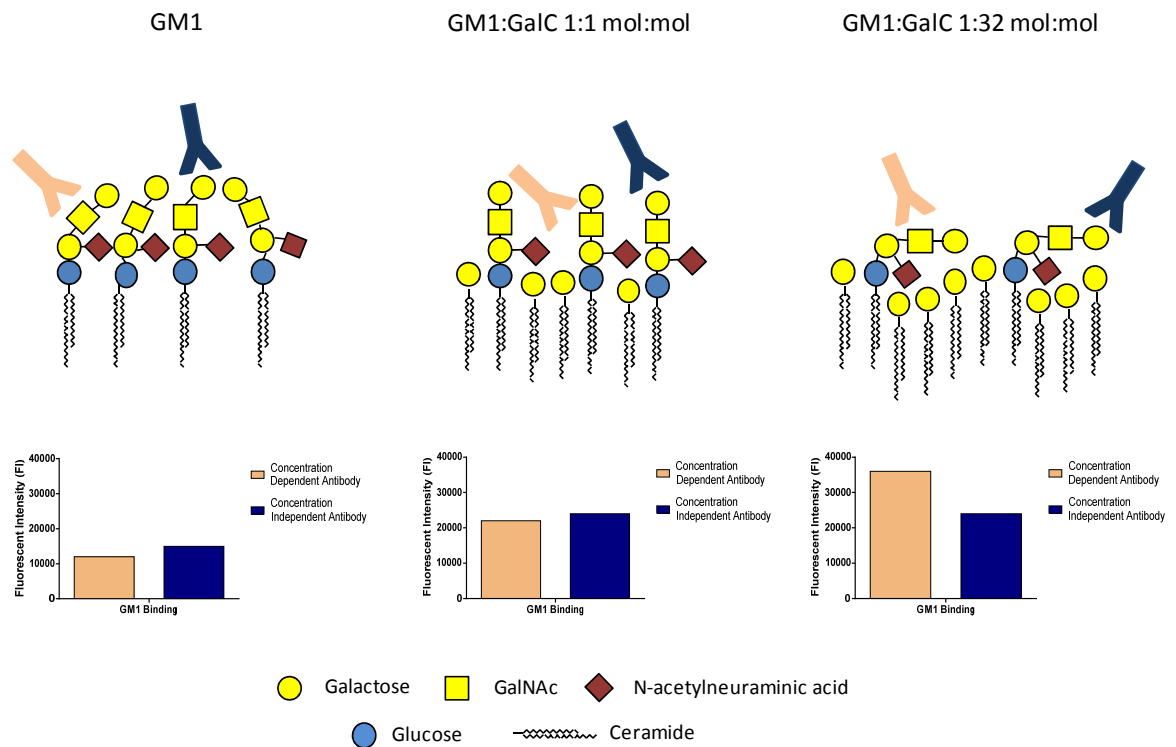 GM1
GM1:GalC 1:1 mol:mol
GM1:GalC 1:32 mol:mol
Fluorescent Intensity (FI)
40000
30000
20000
10000
0
GM1 Binding
Concentration
Dependent Antibody
Concentration
Independent Antibody
Fluorescent Intensity (FI)
40000
30000
20000
10000
0
GM1 Binding
Concentration
Dependent Antibody
Concentration
Independent Antibody
Fluorescent Intensity (FI)
40000
30000
20000
10000
0
GM1 Binding
Concentration
Dependent Antibody
Concentration
Independent Antibody
Galactose
GalNAc
N-acetylneuraminic acid
Glucose
Ceramide